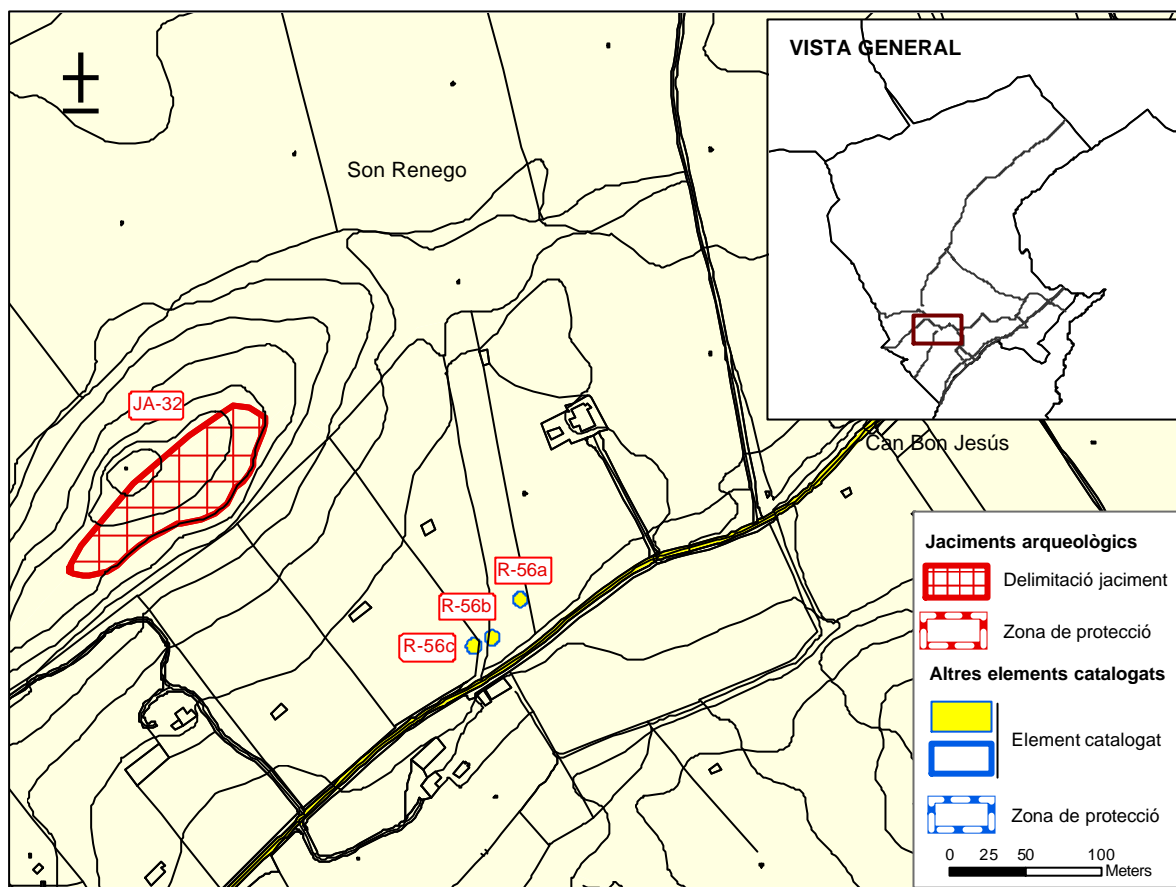 VISTA GENERAL
Son Renego
JA-32
Can Bon Jesús
R-56a
R-56b
R-56c
Jaciments arqueològics
Delimitació jaciment
Zona de protecció
Altres elements catalogats
Element catalogat
Zona de protecció
0 25 50 100
Meters